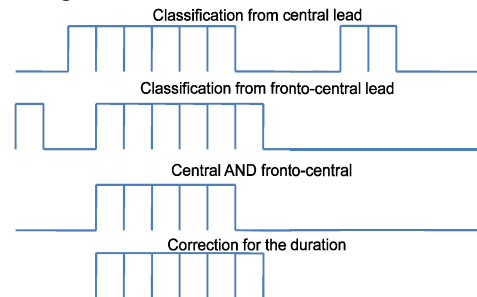 Classification from central lead
Classification from fronto-central lead
Central AND fronto-central
Correction for the duration